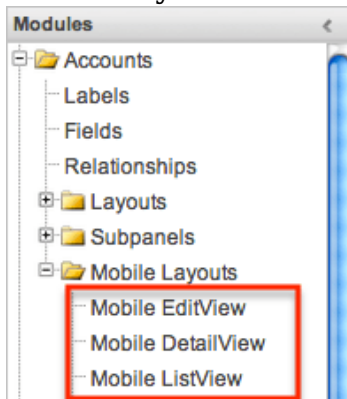 Modules
Accounts
Labels
Fields
Relationships
Layouts
Subpanels
Mobile Layouts
Mobile EditView
Mobile DetailView
Mobile ListView